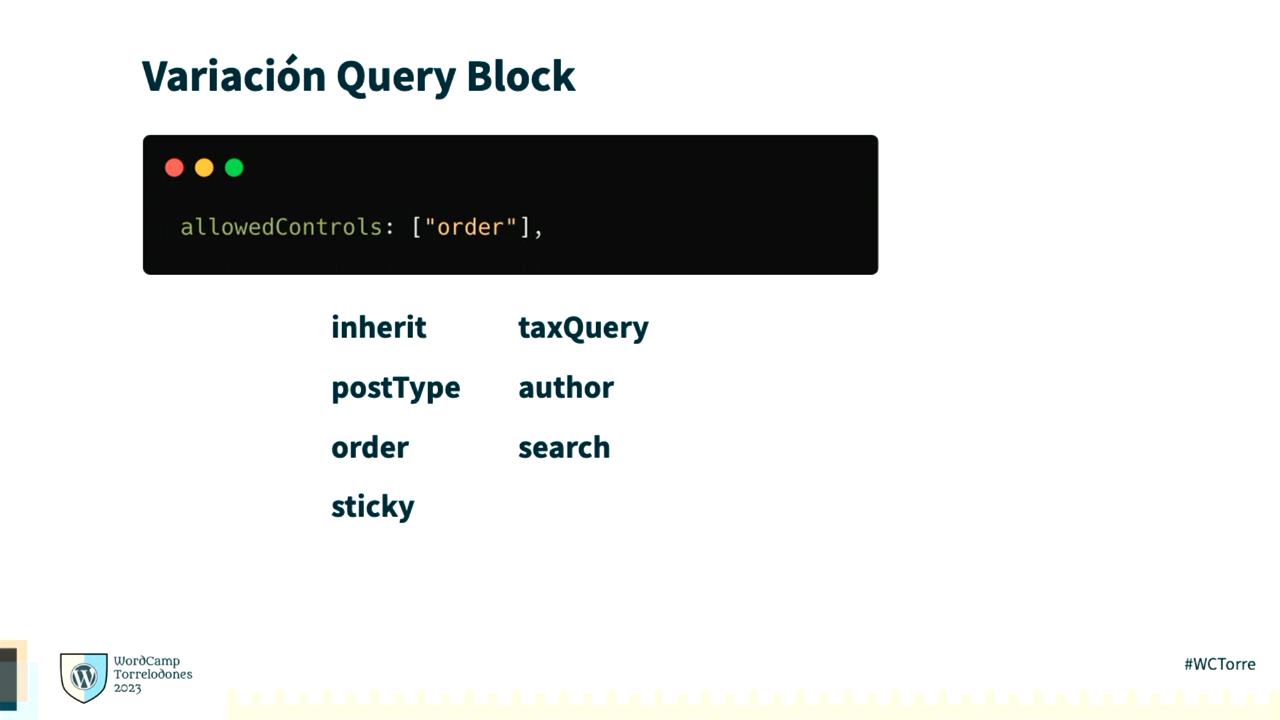 Variación Query Block
allowedControls: ["order"],
inherit
postType
order
sticky
taxQuery
author
search
WordCamp
Torrelodones
2023
#WCTorre